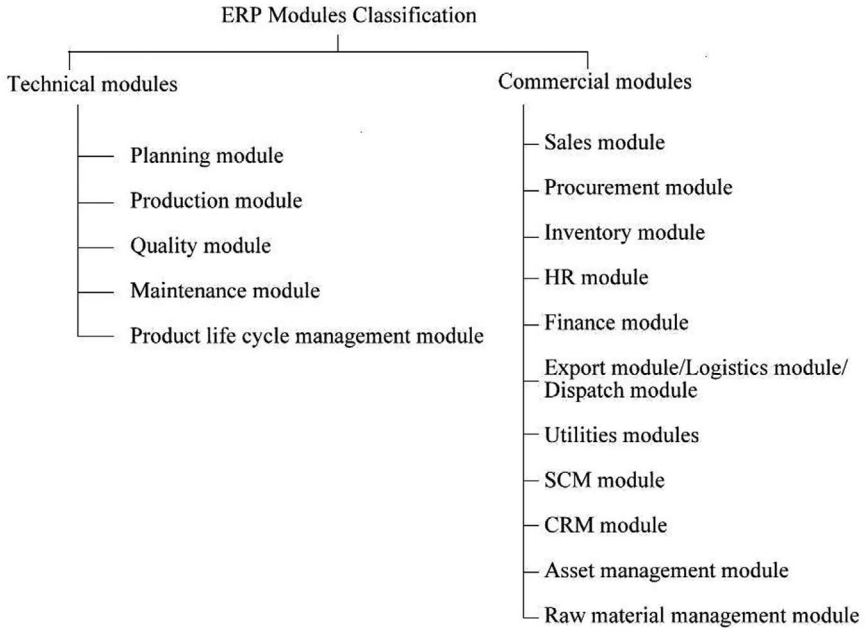 ERP Modules Classification
Technical modules
Planning module
Production module
Quality module
Maintenance module
Product life cycle management module
Commercial modules
Sales module
Procurement module
Inventory module
HR module
Finance module
Export module/Logistics module/
Dispatch module
Utilities modules
SCM module
CRM module
Asset management module
Raw material management module